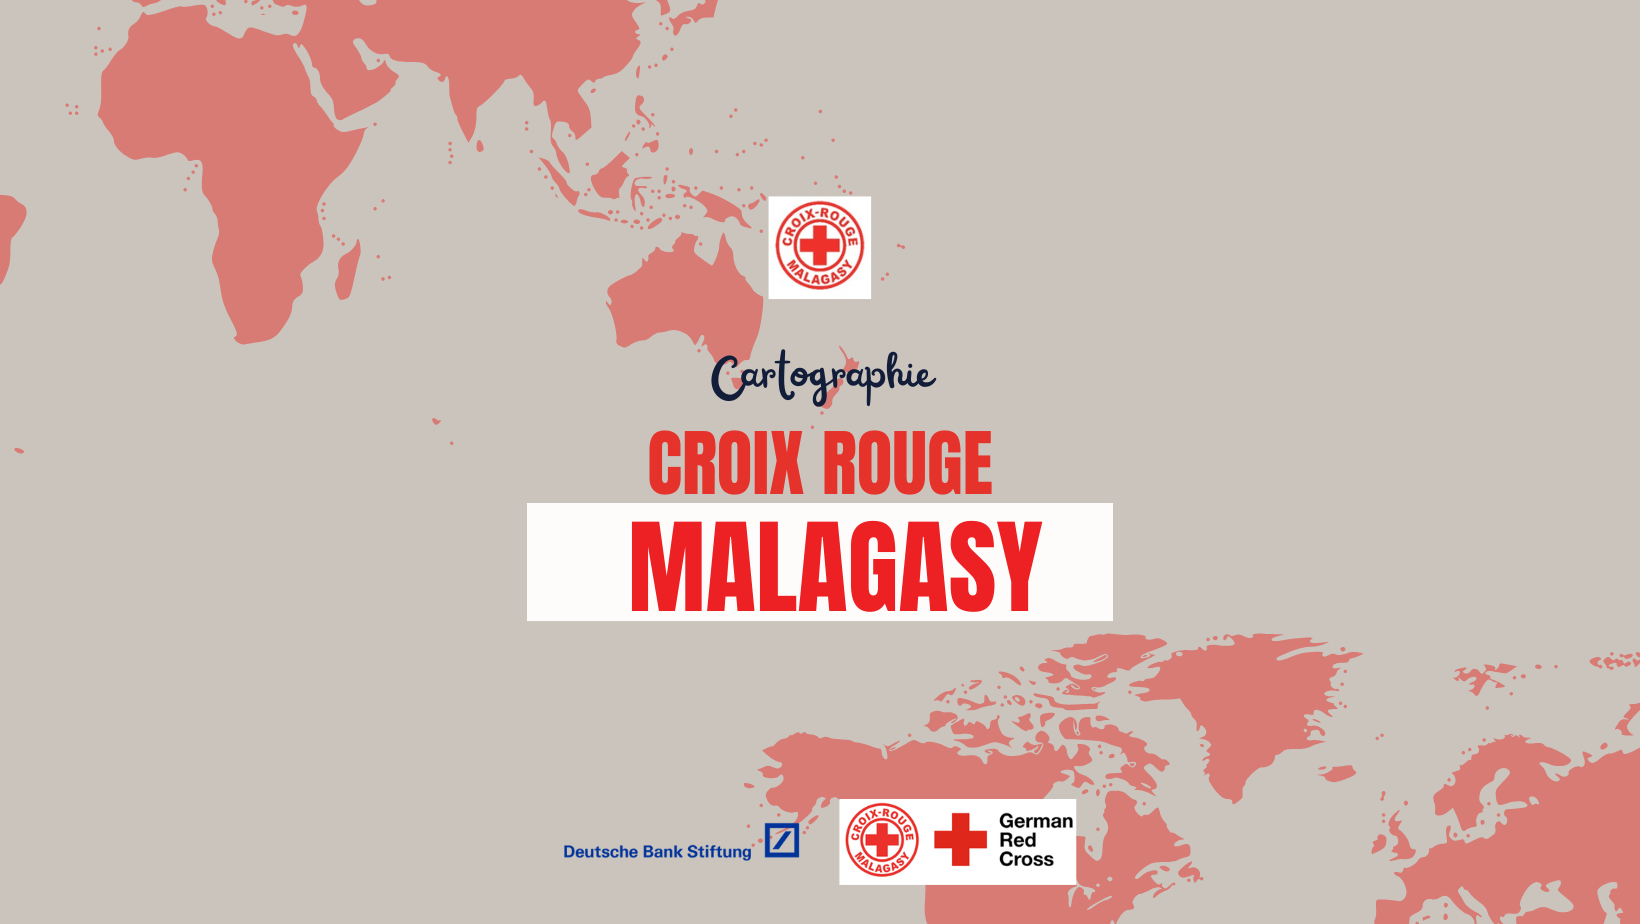 CROIX-ROUGE
MALAGASY
Cartographie
CROIX ROUGE
MALAGASY
Deutsche Bank Stiftung
CROIX-ROUGE
MALAGASY
German
Red
Cross